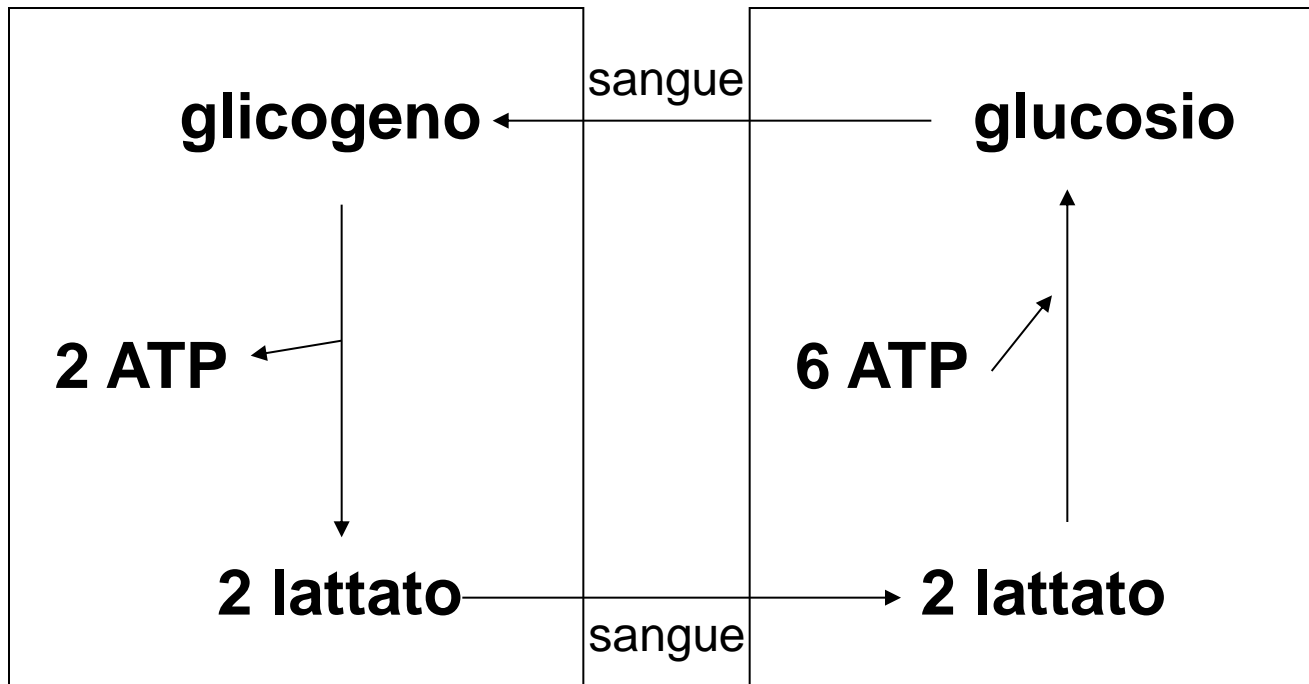 sangue
glicogeno
glucosio
2 ATP
6 ATP
2 lattato
2 lattato
sangue